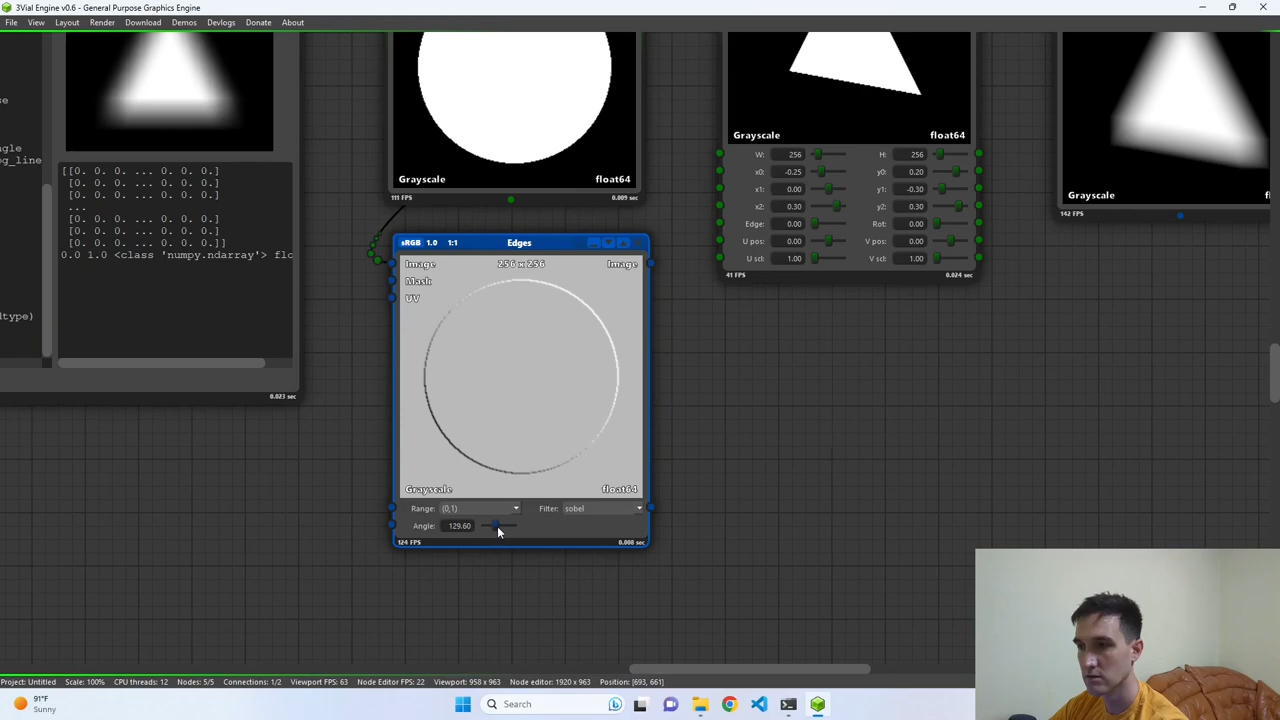 3Vial Engine v0.6 - General Purpose Graphics Engine
File View Layout Render Download Demos Devlogs Donate About
se
ngle
og_line
dtype)
[[0. 0. 0. ... 0. 0. 0.]
[0. 0. 0. ... 0. 0. 0.]
[0. 0. 0. ... 0. 0. 0.]
...
[0. 0. 0. ... 0. 0. 0.]
[0. 0. 0. ... 0. 0. 0.]
[0. 0. 0. ... 0. 0. 0.]]
0.0 1.0 <class 'numpy.ndarray'> flo
0.023 sec
Grayscale float64
111 FPS 0.009 sec
sRGB 1.0 1:1 Edges
Image 256 x 256 Image
Mask
UV
Grayscale float64
Range: (0,1) Filter: sobel
Angle: 129.60
124 FPS 0.008 sec
Grayscale float64
W: 256 H: 256
x0: -0.25 y0: 0.20
x1: 0.00 y1: -0.30
x2: 0.30 y2: 0.30
Edge: 0.00 Rot: 0.00
U pos: 0.00 V pos: 0.00
U scl: 1.00 V scl: 1.00
41 FPS 0.024 sec
Grayscale fl
142 FPS
Project: Untitled Scale: 100% CPU threads: 12 Nodes: 5/5 Connections: 1/2 Viewport FPS: 63 Node Editor FPS: 22 Viewport: 958 x 963 Node editor: 1920 x 963 Position: [693, 661]
91°F
Sunny
Search